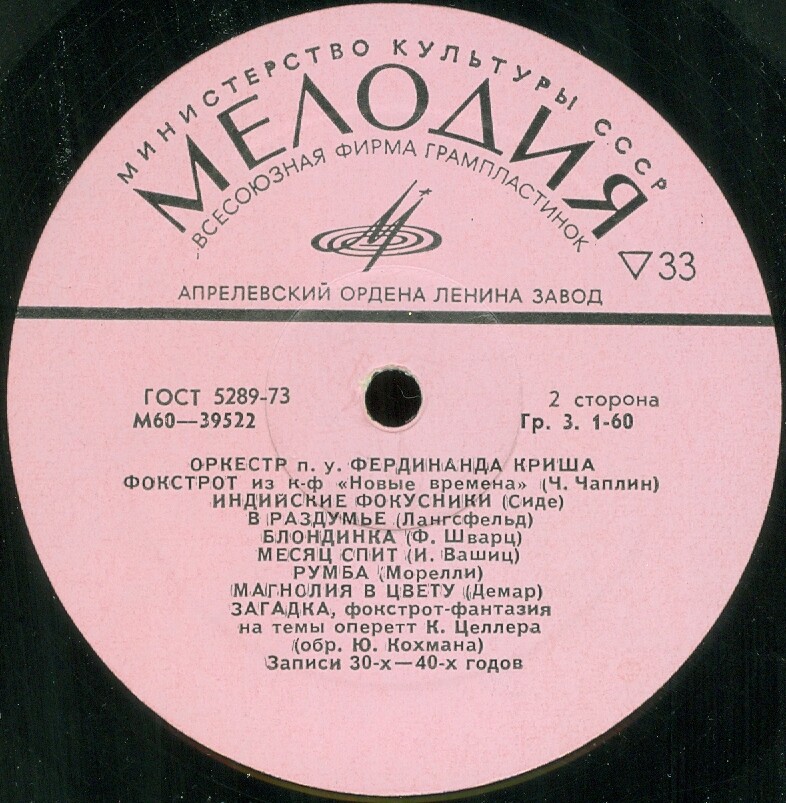 МИНИСТЕРСТВО КУЛЬТУРЫ СССР
МЕЛОДИЯ
ВСЕСОЮЗНАЯ ФИРМА ГРАМПЛАСТИНОК
33
АПРЕЛЕВСКИЙ ОРДЕНА ЛЕНИНА ЗАВОД
ГОСТ 5289-73
М60—39522
2 сторона
Гр. 3. 1-60
ОРКЕСТР п. у. ФЕРДИНАНДА КРИША
ФОКСТРОТ из к-ф «Новые времена» (Ч. Чаплин)
ИНДИЙСКИЕ ФОКУСНИКИ (Сиде)
В РАЗДУМЬЕ (Лангсфельд)
БЛОНДИНКА (Ф. Шварц)
МЕСЯЦ СПИТ (И. Вашиц)
РУМБА (Морелли)
МАГНОЛИЯ В ЦВЕТУ (Демар)
ЗАГАДКА, фокстрот-фантазия
на темы оперетт К. Целлера
(обр. Ю. Кохмана)
Записи 30-х—40-х годов